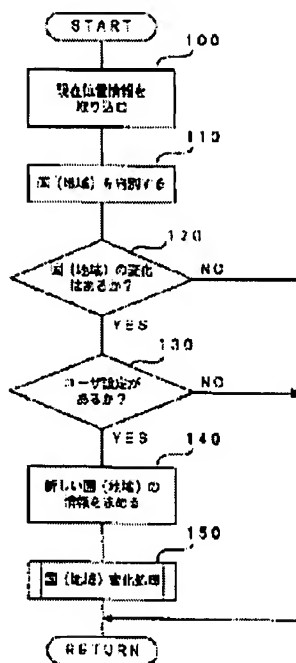 START
100
現在位置情報を
取り込む
110
国（地域）を判別する
120
国（地域）の変化
はあるか？
NO
YES
130
ユーザ設定が
あるか？
NO
YES
140
新しい国（地域）の
情報を求める
150
国（地域）変化処理
RETURN